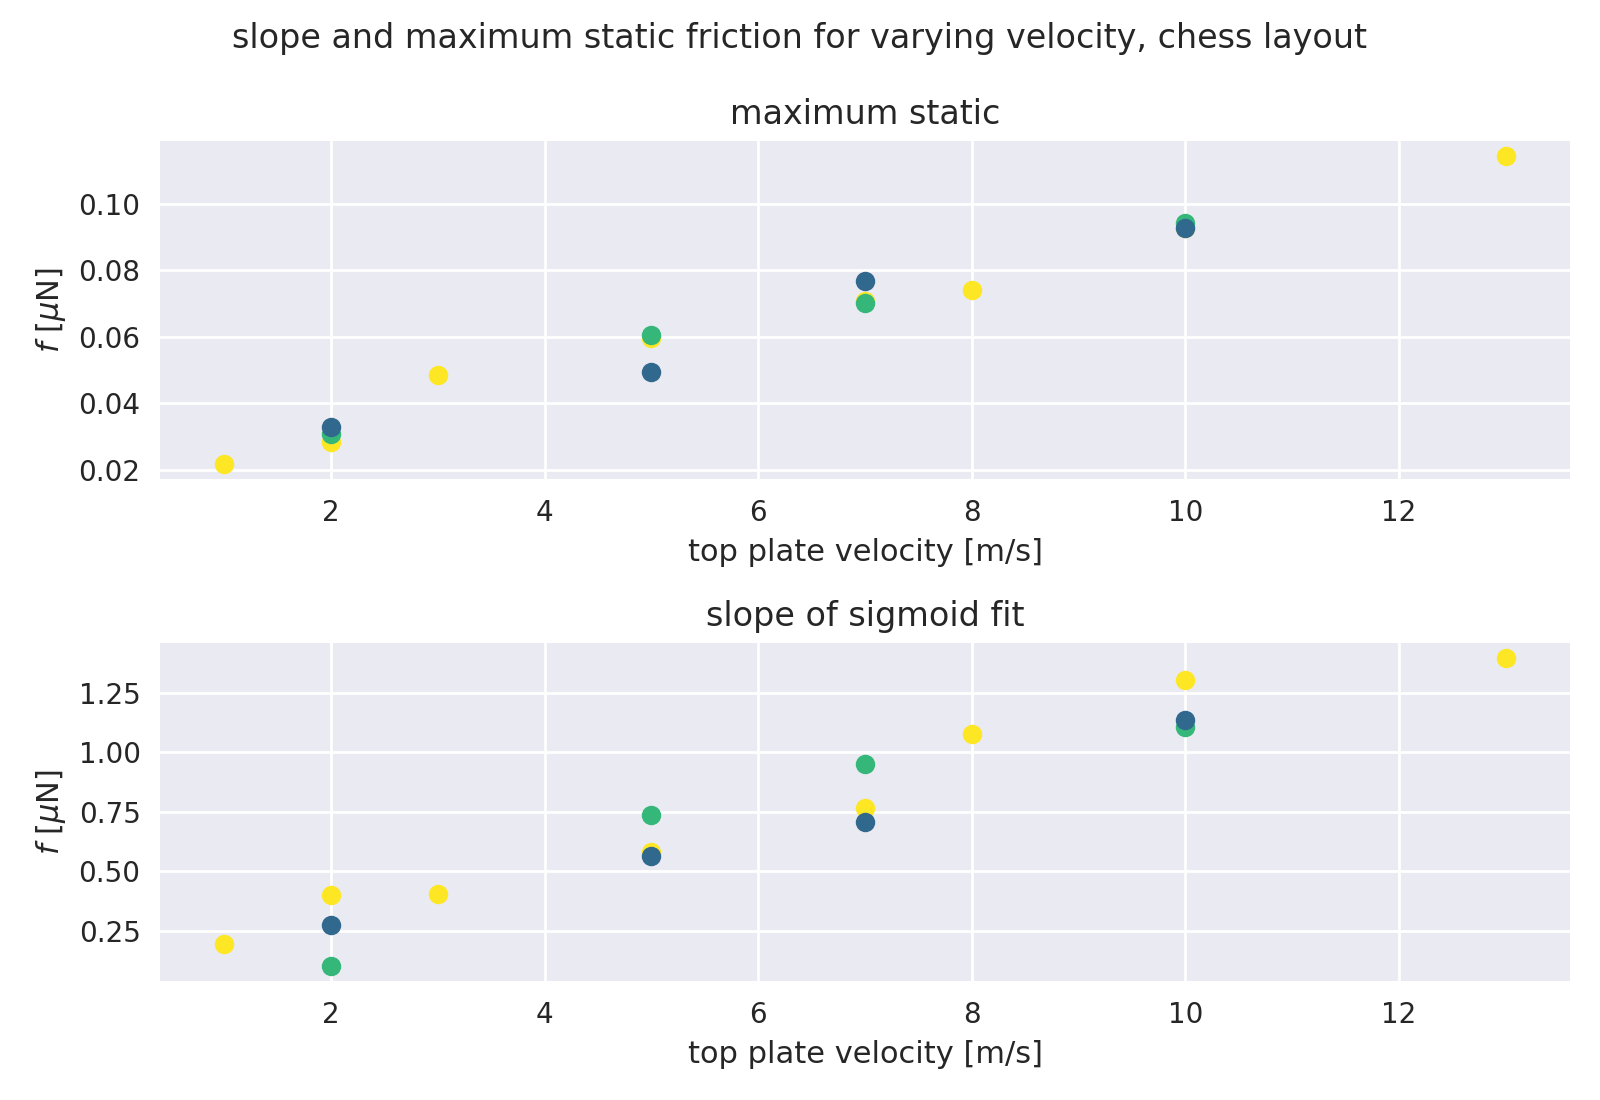 slope and maximum static friction for varying velocity, chess layout
maximum static
0.10
0.08
0.06
0.04
0.02
f [μN]
2 4 6 8 10 12
top plate velocity [m/s]
slope of sigmoid fit
1.25
1.00
0.75
0.50
0.25
f [μN]
2 4 6 8 10 12
top plate velocity [m/s]